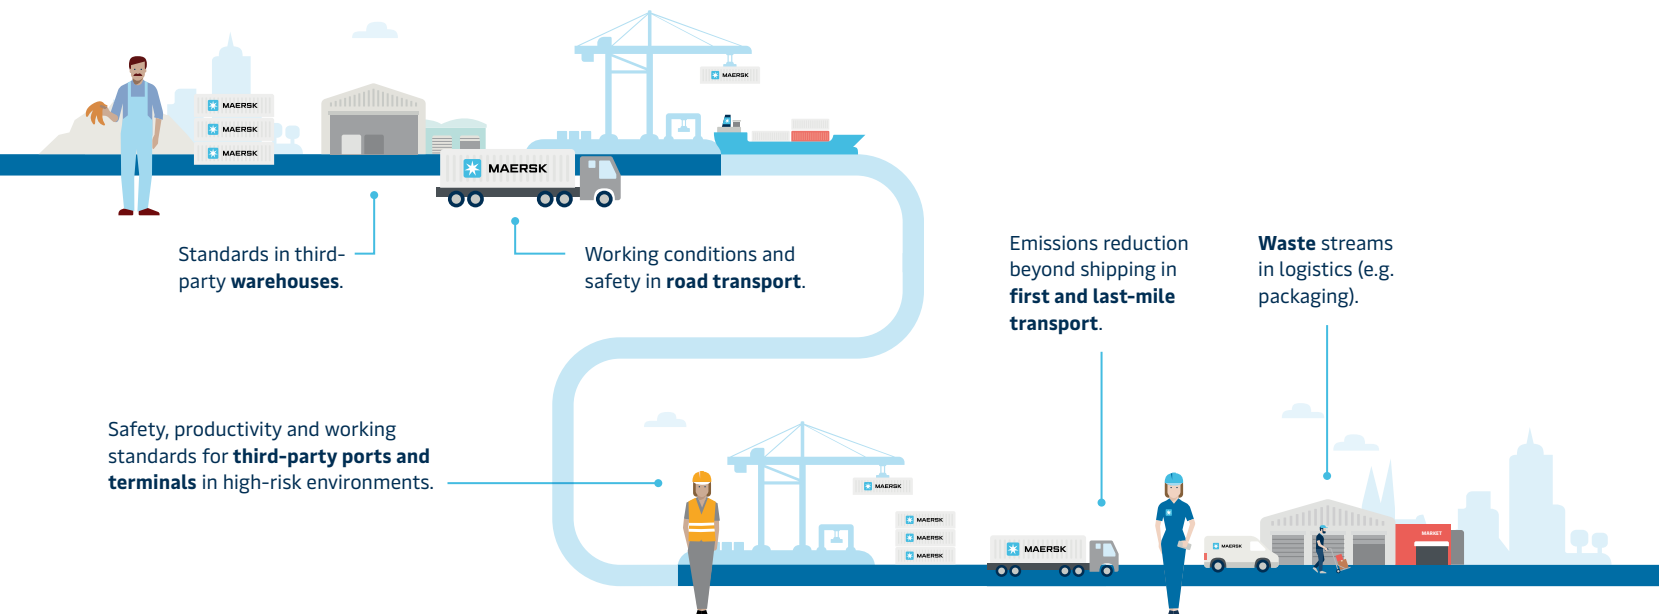 MAERSK
MAERSK
MAERSK
MAERSK
MAERSK
Standards in third-
party warehouses.
Working conditions and
safety in road transport.
Emissions reduction
beyond shipping in
first and last-mile
transport.
Waste streams
in logistics (e.g.
packaging).
Safety, productivity and working
standards for third-party ports and
terminals in high-risk environments.
MAERSK
MAERSK
MAERSK
MAERSK
MAERSK
MAERSK
MARKET